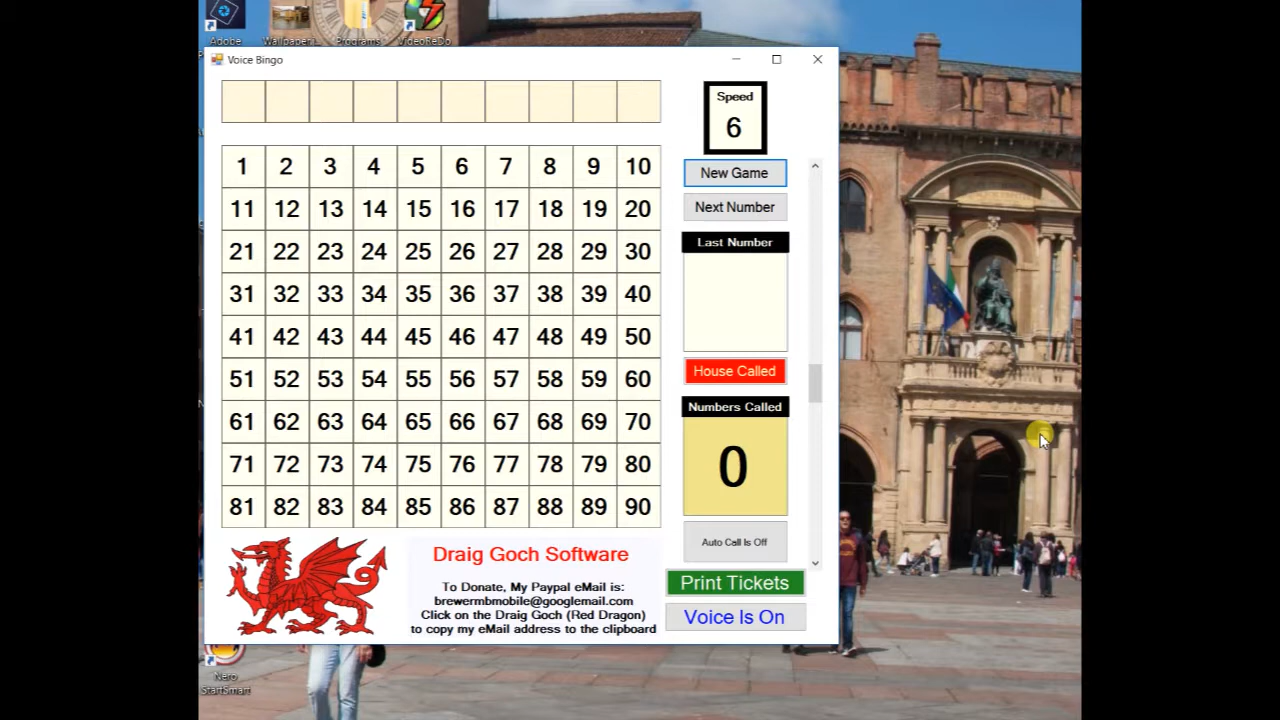 Adobe
Programs
VideoReDo
Voice Bingo
Speed
6
1 2 3 4 5 6 7 8 9 10
New Game
11 12 13 14 15 16 17 18 19 20
Next Number
21 22 23 24 25 26 27 28 29 30
Last Number
31 32 33 34 35 36 37 38 39 40
41 42 43 44 45 46 47 48 49 50
51 52 53 54 55 56 57 58 59 60
House Called
61 62 63 64 65 66 67 68 69 70
Numbers Called
71 72 73 74 75 76 77 78 79 80
0
81 82 83 84 85 86 87 88 89 90
Auto Call Is Off
Draig Goch Software
To Donate, My Paypal eMail is:
brewermbmobile@googlemail.com
Click on the Draig Goch (Red Dragon)
to copy my eMail address to the clipboard
Print Tickets
Voice Is On
Nero
StartSmart